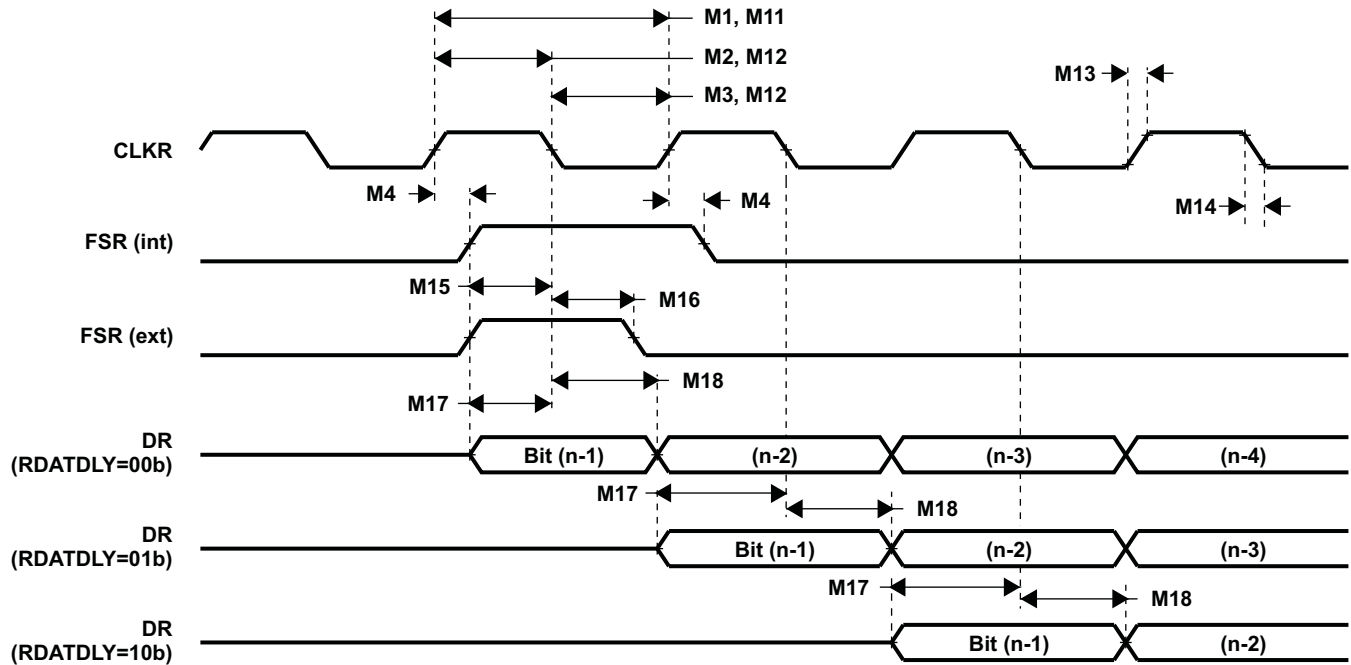 M1, M11
M2, M12
M3, M12
M13
CLKR
M4
M4
M14
FSR (int)
M15
M16
FSR (ext)
M18
M17
DR
(RDATDLY=00b)
Bit (n-1)
(n-2)
(n-3)
(n-4)
M17
M18
DR
(RDATDLY=01b)
Bit (n-1)
(n-2)
(n-3)
M17
M18
DR
(RDATDLY=10b)
Bit (n-1)
(n-2)